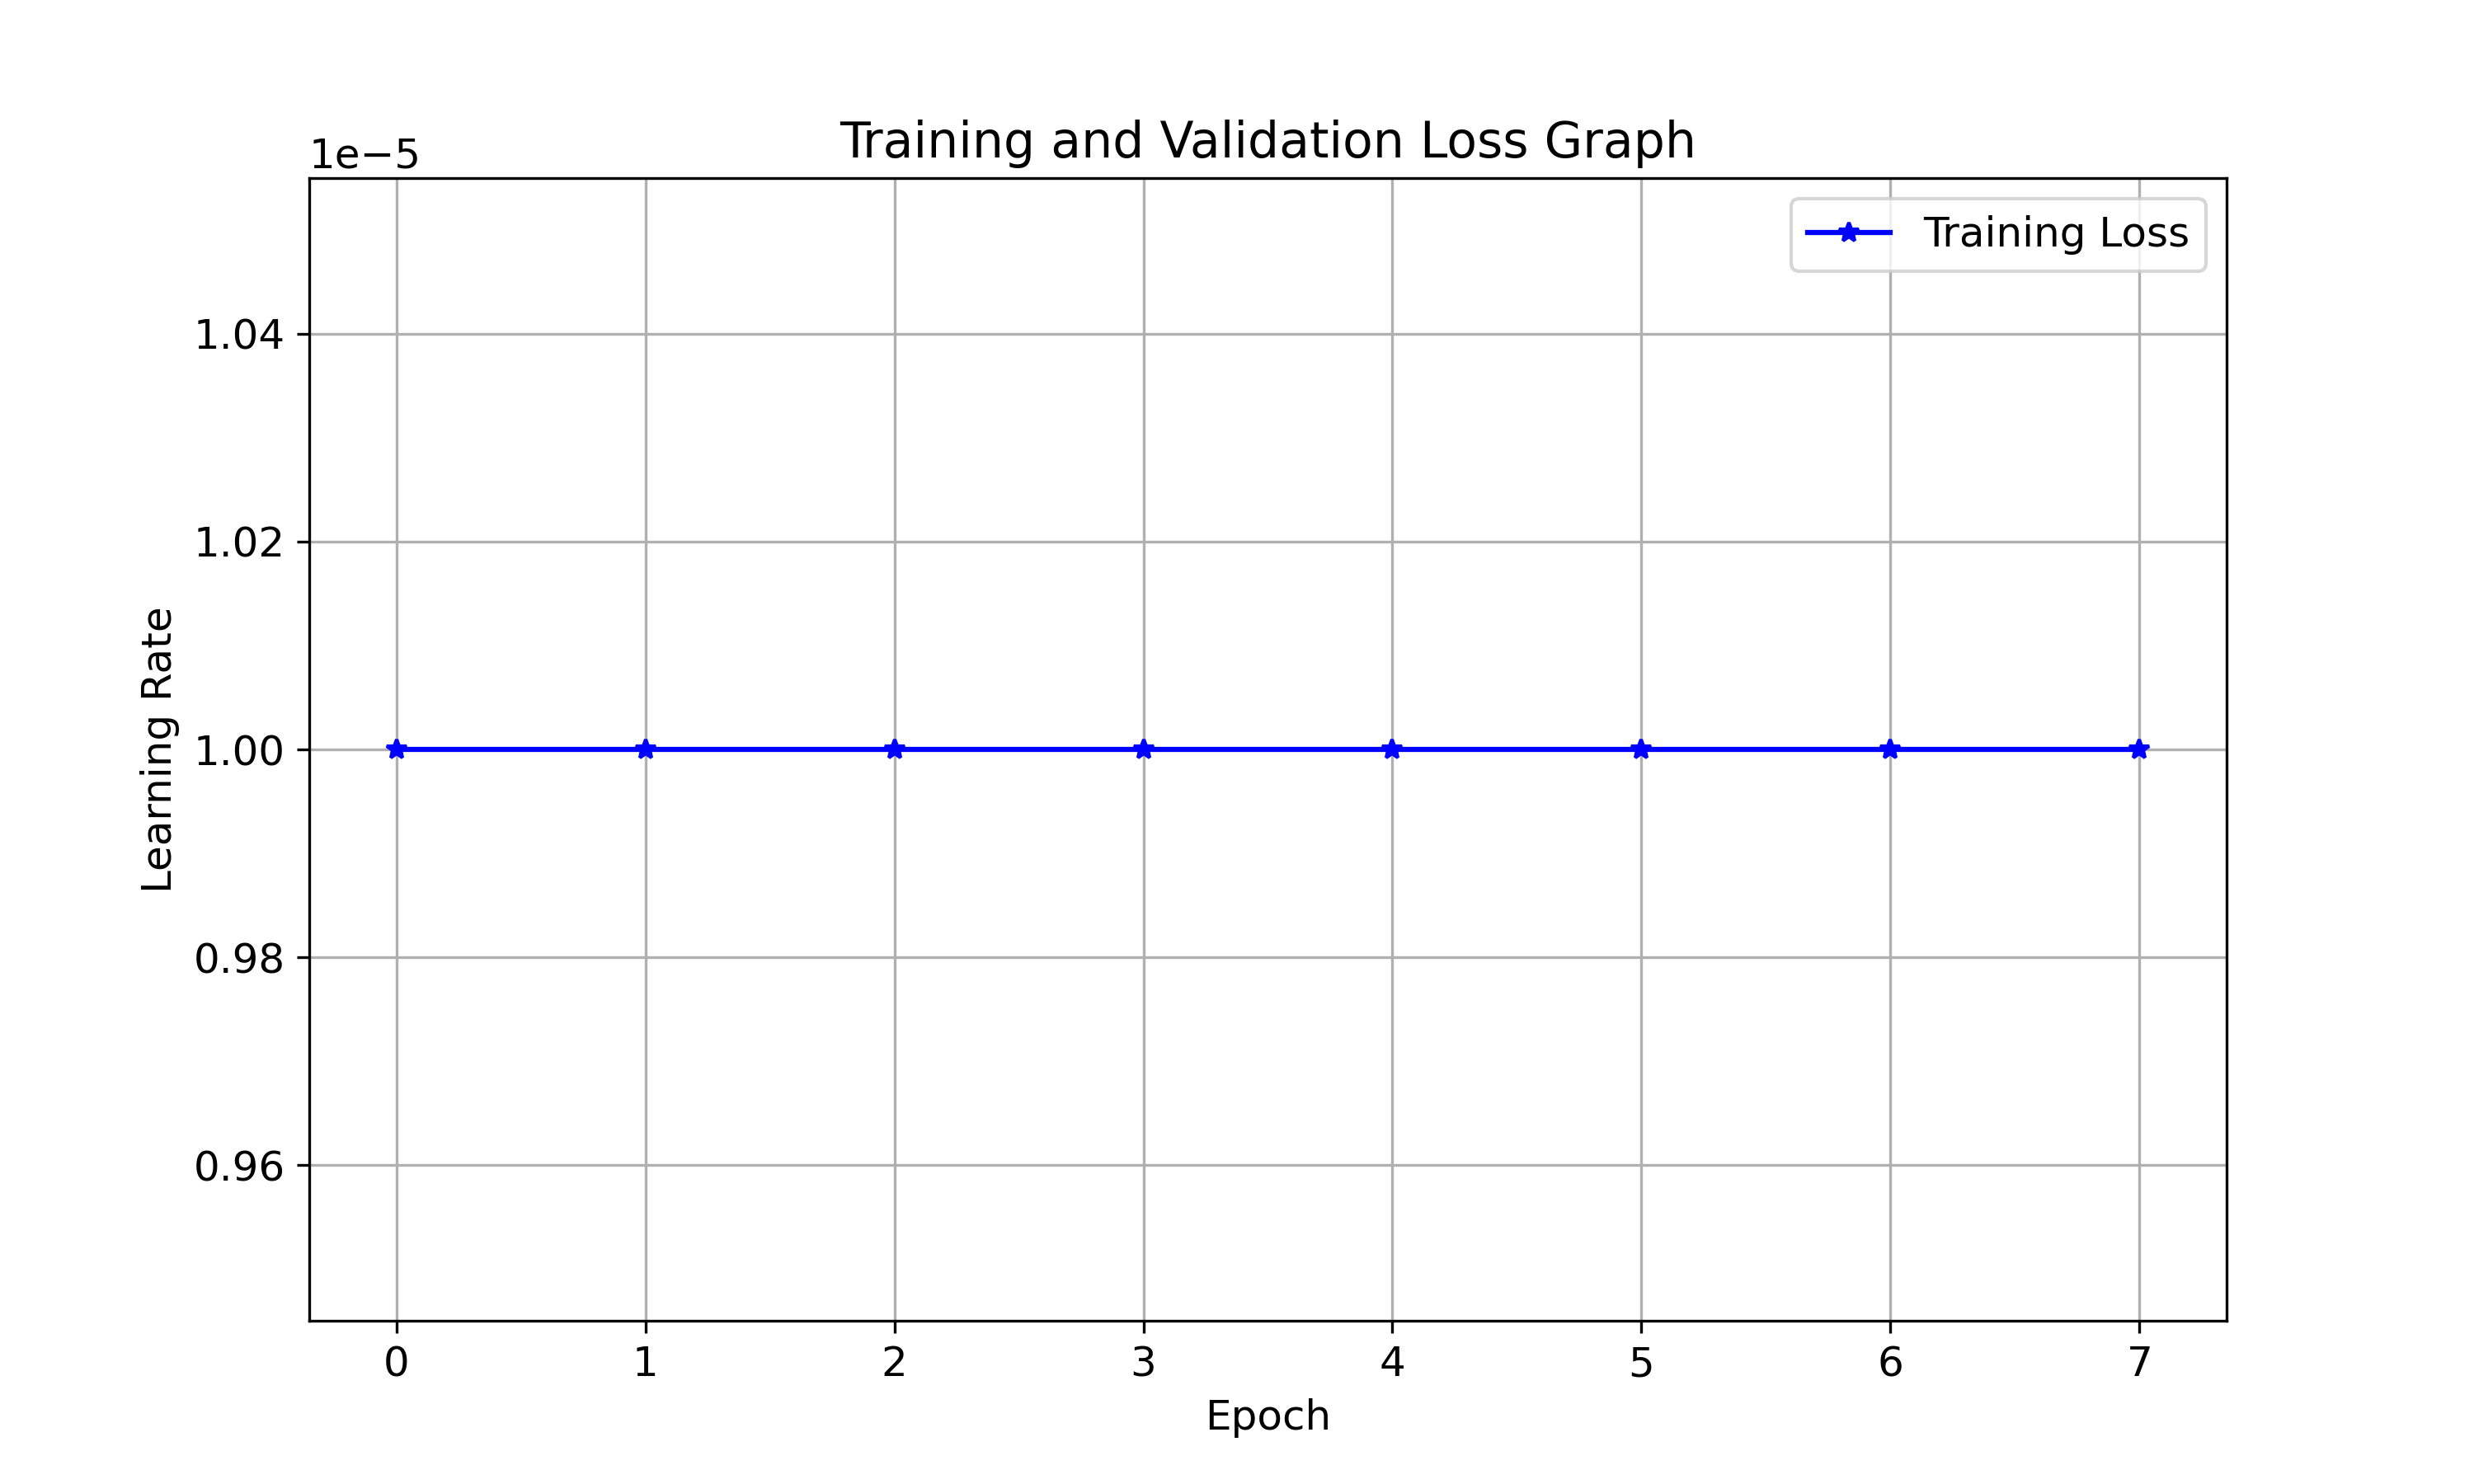 Training and Validation Loss Graph
1e−5
Training Loss
1.04
1.02
1.00
0.98
0.96
Learning Rate
0 1 2 3 4 5 6 7
Epoch